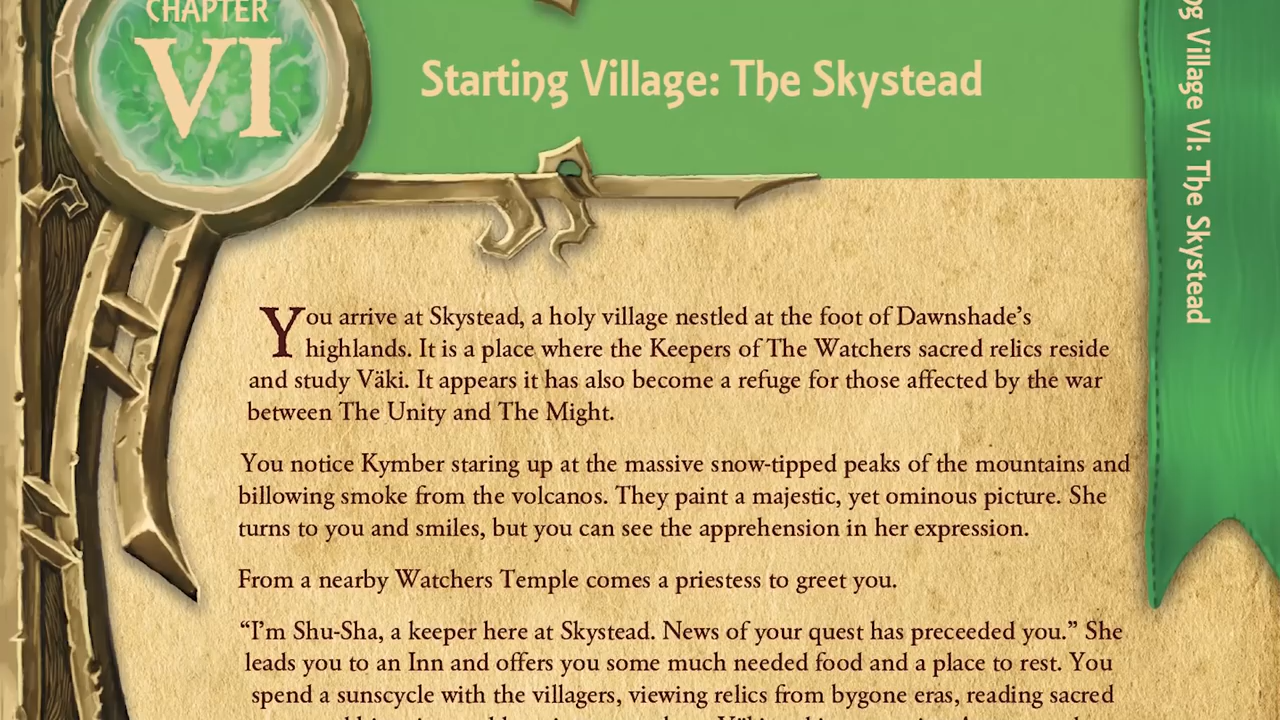 CHAPTER
VI
Starting Village: The Skystead
Village VI: The Skystead
You arrive at Skystead, a holy village nestled at the foot of Dawnshade's
highlands. It is a place where the Keepers of The Watchers sacred relics reside
and study Väki. It appears it has also become a refuge for those affected by the war
between The Unity and The Might.
You notice Kymber staring up at the massive snow-tipped peaks of the mountains and
billowing smoke from the volcanos. They paint a majestic, yet ominous picture. She
turns to you and smiles, but you can see the apprehension in her expression.
From a nearby Watchers Temple comes a priestess to greet you.
“I'm Shu-Sha, a keeper here at Skystead. News of your quest has preceeded you.” She
leads you to an Inn and offers you some much needed food and a place to rest. You
spend a sunscycle with the villagers, viewing relics from bygone eras, reading sacred